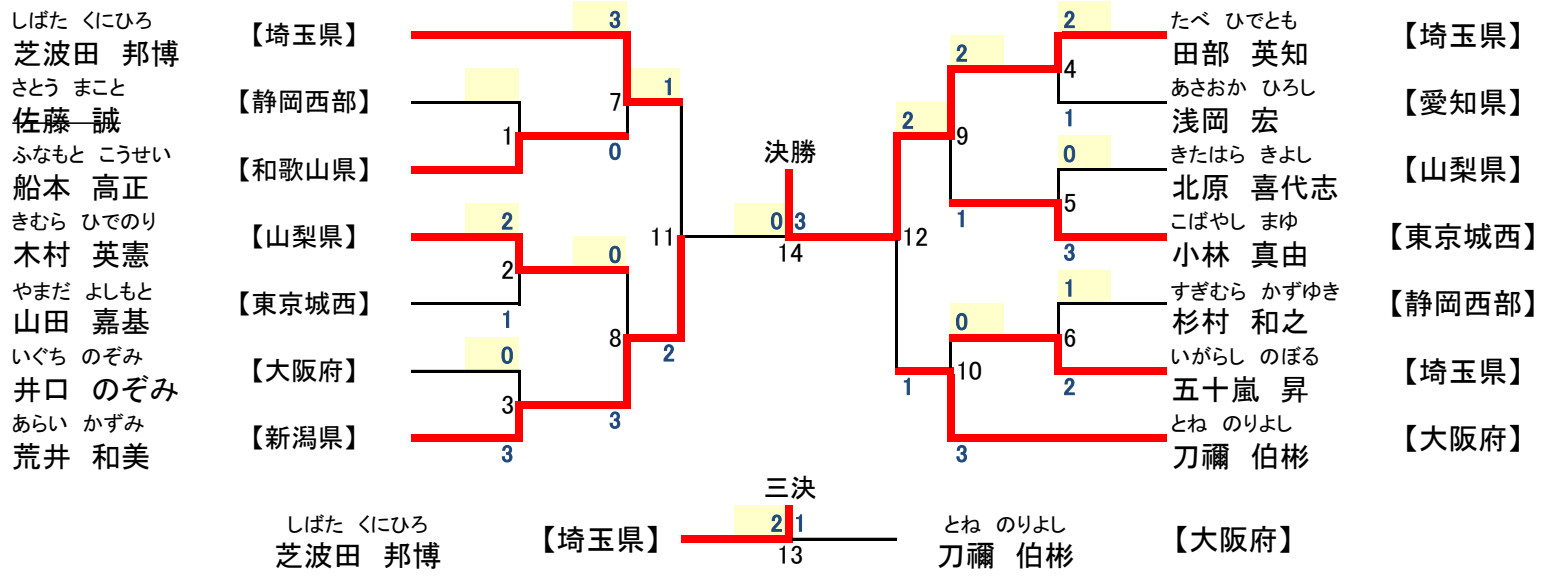 しばた くにひろ
芝波田 邦博 【埼玉県】 3
さとう まこと
佐藤 誠 【静岡西部】
7 1
1
ふなもと こうせい
船本 高正 【和歌山県】 0
きむら ひでのり
木村 英憲 【山梨県】 2
2 0
11
やまだ よしもと
山田 嘉基 【東京城西】 1
8 2
いぐち のぞみ
井口 のぞみ 【大阪府】 0
3
あらい かずみ
荒井 和美 【新潟県】 3
3
決勝
0 3
14
2 たべ ひでとも
田部 英知 【埼玉県】
2 4
あさおか ひろし
1 浅岡 宏 【愛知県】
2 9
0 きたはら きよし
北原 喜代志 【山梨県】
1 5
こばやし まゆ
3 小林 真由 【東京城西】
12
1 すぎむら かずゆき
杉村 和之 【静岡西部】
0 6
いがらし のぼる
2 五十嵐 昇 【埼玉県】
1 10
とね のりよし
3 刀禰 伯彬 【大阪府】
三決
しばた くにひろ
芝波田 邦博 【埼玉県】
2 1
13
とね のりよし
刀禰 伯彬 【大阪府】